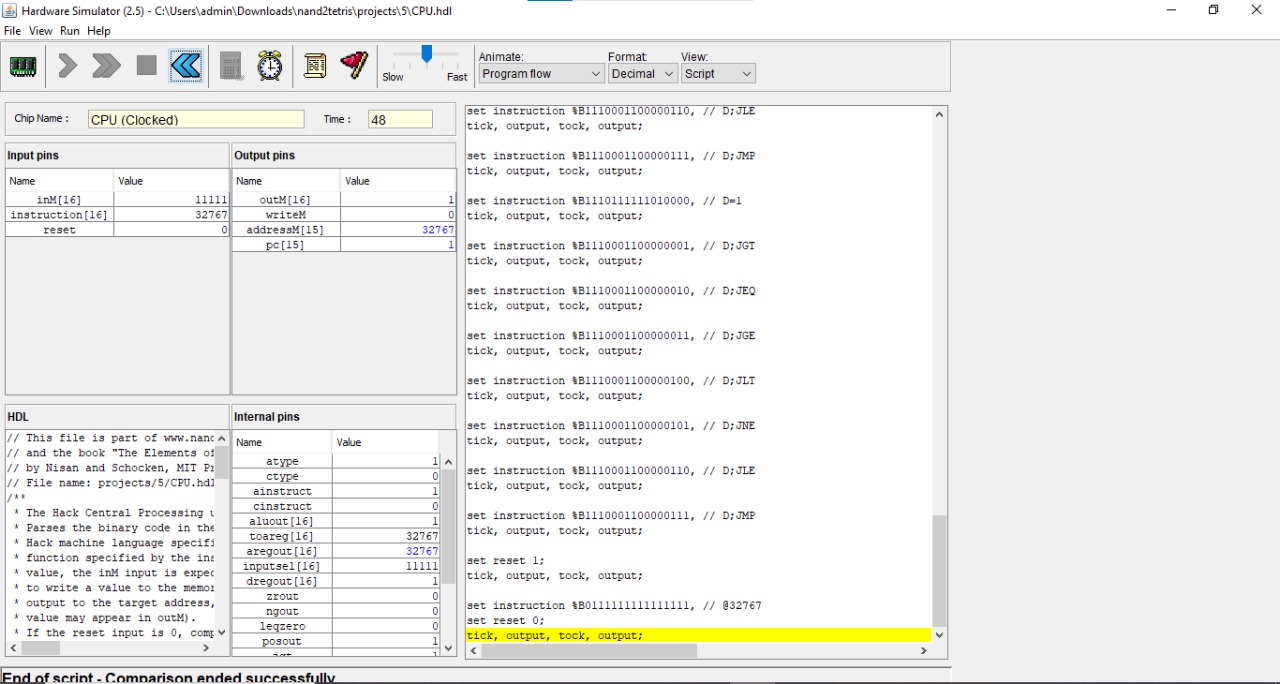 Hardware Simulator (2.5) - C:\Users\admin\Downloads\nand2tetris\projects\5\CPU.hdl
File View Run Help
Slow Fast
Animate: Format: View:
Program flow Decimal Script
Chip Name : CPU (Clocked) Time : 48
Input pins
Name Value
inM[16] 11111
instruction[16] 32767
reset 0
Output pins
Name Value
outM[16] 1
writeM 0
addressM[15] 32767
pc[15] 1
HDL
// This file is part of www.nand
// and the book "The Elements of
// by Nisan and Schocken, MIT Pr
// File name: projects/5/CPU.hdl
/**
* The Hack Central Processing u
* Parses the binary code in the
* Hack machine language specifi
* function specified by the ins
* value, the inM input is expec
* to write a value to the memor
* output to the target address,
* value may appear in outM).
* If the reset input is 0, comp
Internal pins
Name Value
atype 1
ctype 0
ainstruct 1
cinstruct 0
aluout[16] 1
toareg[16] 32767
aregout[16] 32767
inputsel[16] 11111
dregout[16] 1
zrout 0
ngout 0
leqzero 0
posout 1
set instruction %B1110001100000110, // D;JLE
tick, output, tock, output;
set instruction %B1110001100000111, // D;JMP
tick, output, tock, output;
set instruction %B1110111111010000, // D=1
tick, output, tock, output;
set instruction %B1110001100000001, // D;JGT
tick, output, tock, output;
set instruction %B1110001100000010, // D;JEQ
tick, output, tock, output;
set instruction %B1110001100000011, // D;JGE
tick, output, tock, output;
set instruction %B1110001100000100, // D;JLT
tick, output, tock, output;
set instruction %B1110001100000101, // D;JNE
tick, output, tock, output;
set instruction %B1110001100000110, // D;JLE
tick, output, tock, output;
set instruction %B1110001100000111, // D;JMP
tick, output, tock, output;
set reset 1;
tick, output, tock, output;
set instruction %B0111111111111111, // @32767
set reset 0;
tick, output, tock, output;
End of script - Comparison ended successfully